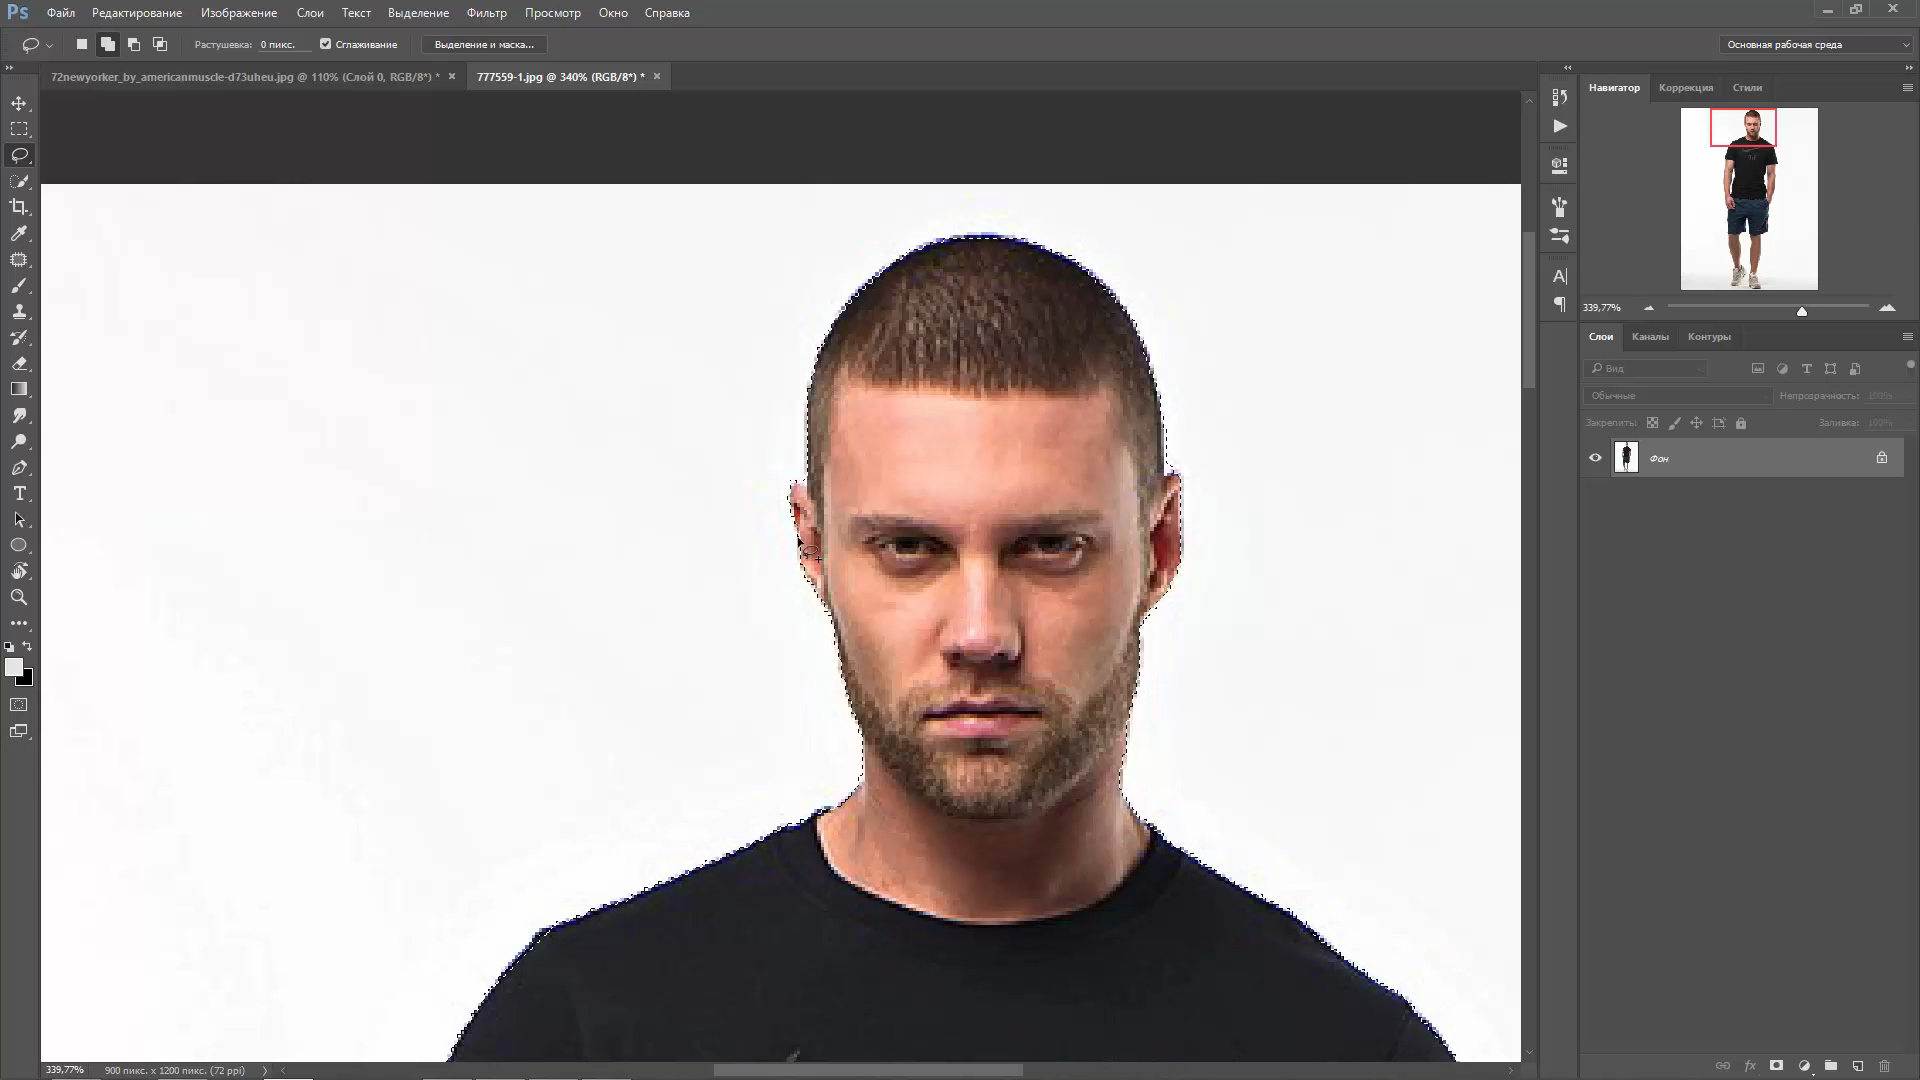 Ps Файл Редактирование Изображение Слои Текст Выделение Фильтр Просмотр Окно Справка
Растушевка: 0 пикс. Сглаживание Выделение и маска... Основная рабочая среда
72newyorker_by_americanmuscle-d73uheu.jpg @ 110% (Слой 0, RGB/8*) * 777559-1.jpg @ 340% (RGB/8*) *
Навигатор Коррекция Стили
339,77%
Слои Каналы Контуры
Вид
Обычные Непрозрачность: 100%
Закрепить: Заливка: 100%
Фон
339,77% 900 пикс. x 1200 пикс. (72 ppi)